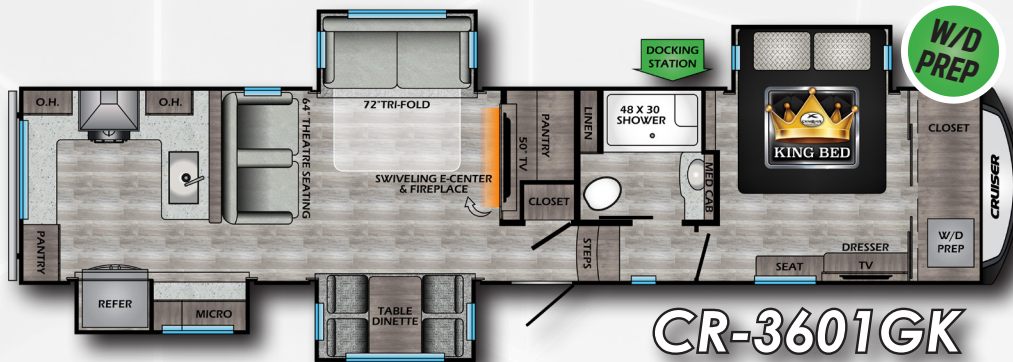 W/D
PREP
DOCKING
STATION
O.H.
O.H.
64" THEATRE SEATING
72"TRI-FOLD
50" TV
PANTRY
LINEN
48 X 30
SHOWER
MED CAB
KING BED
CLOSET
CRUISER
SWIVELING E-CENTER
& FIREPLACE
CLOSET
PANTRY
STEPS
W/D
PREP
DRESSER
SEAT
TV
REFER
MICRO
TABLE
DINETTE
CR-3601GK